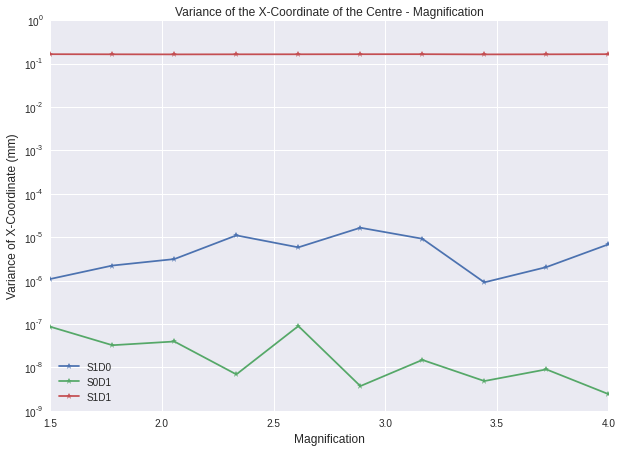 Variance of the X-Coordinate of the Centre - Magnification
10^0
10^-1
10^-2
10^-3
10^-4
10^-5
10^-6
10^-7
10^-8
10^-9
Variance of X-Coordinate (mm)
S1D0
S0D1
S1D1
1.5 2.0 2.5 3.0 3.5 4.0
Magnification